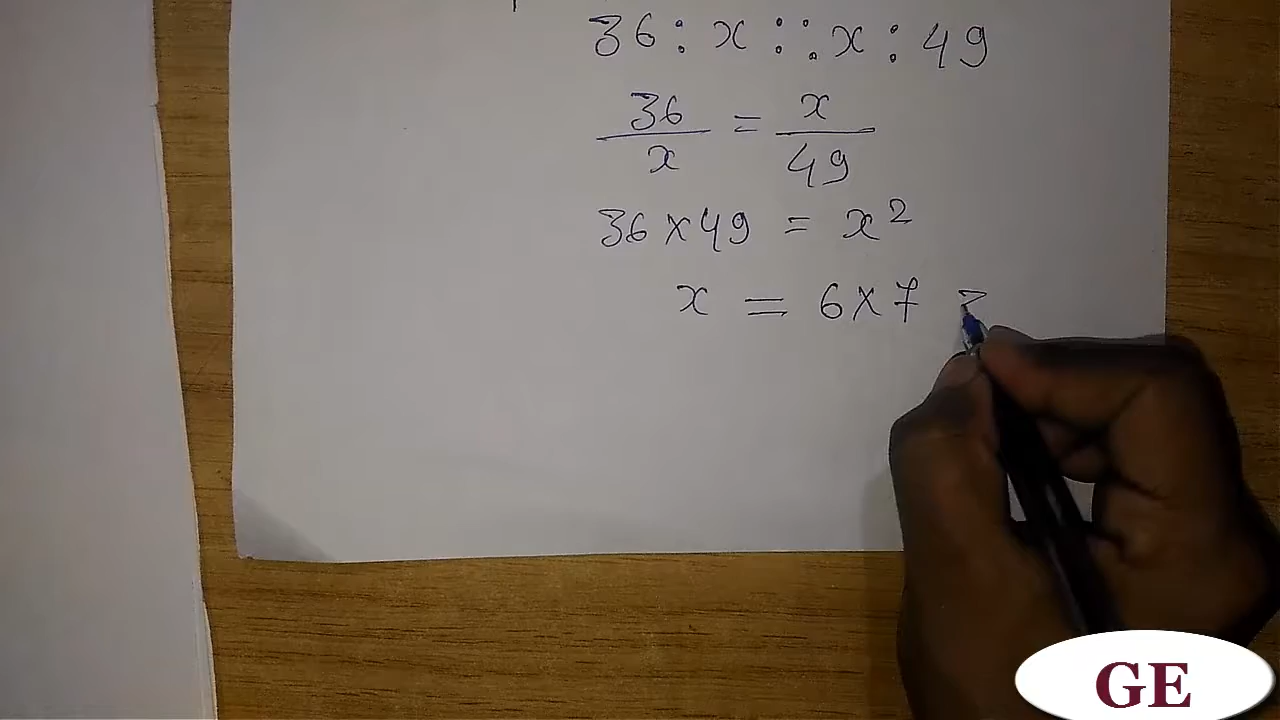 36 : x :: x : 49
36/x = x/49
36 × 49 = x²
x = 6 × 7 =
GE